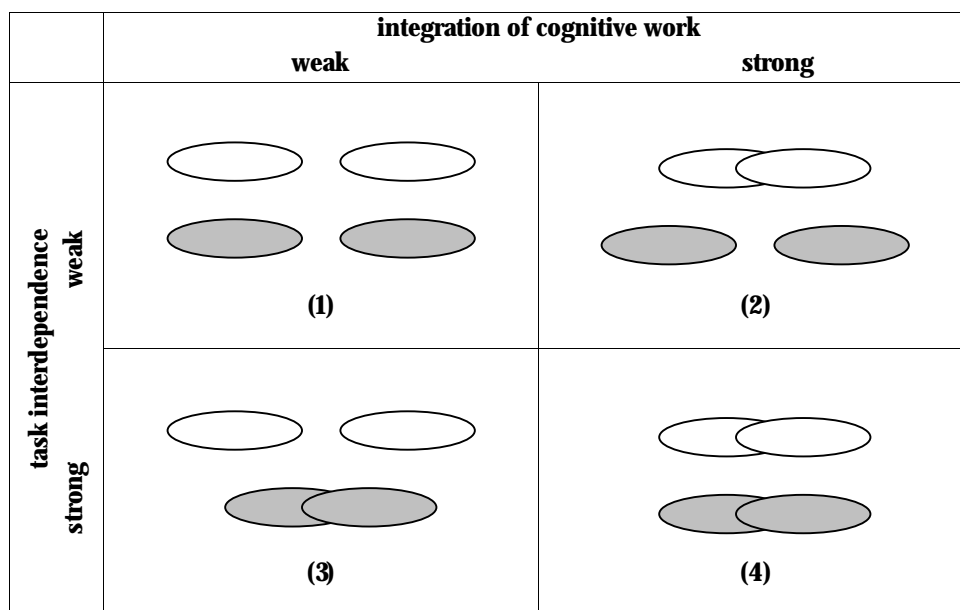 integration of cognitive work
weak strong
task interdependence
weak
(1) (2)
strong
(3) (4)